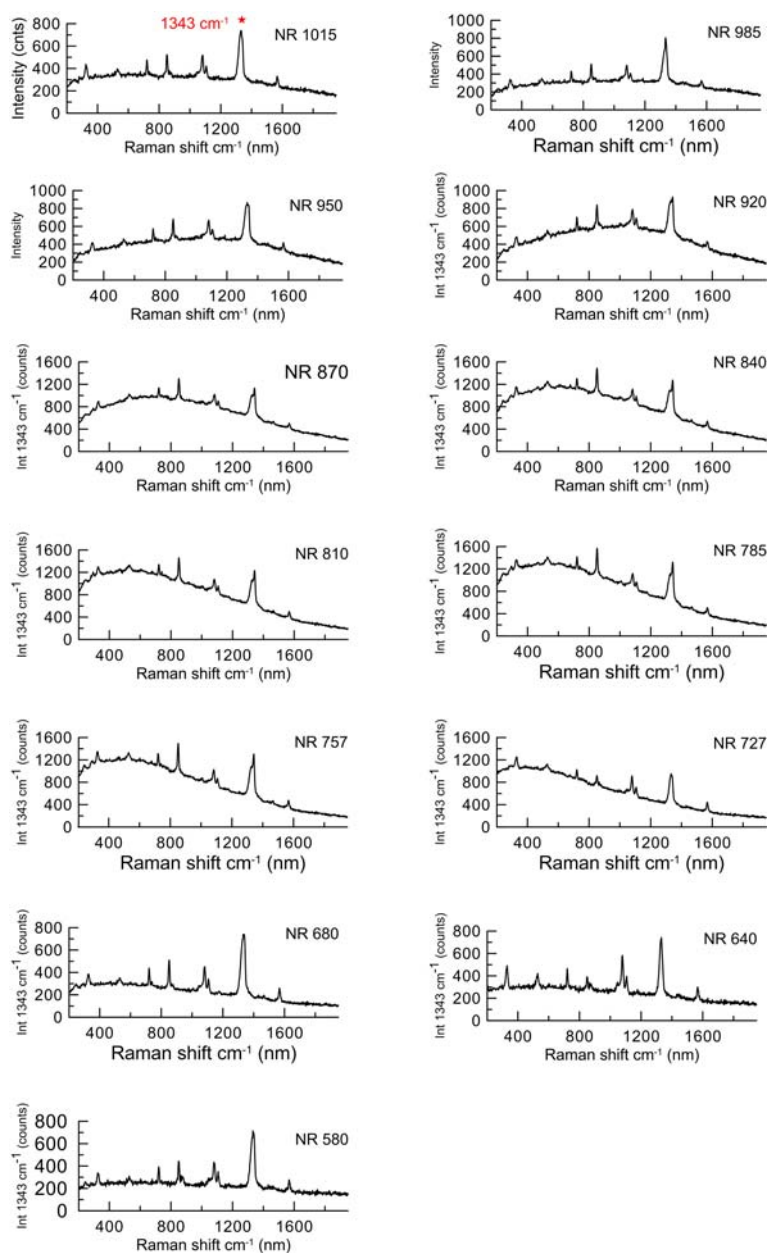 1343 cm⁻¹ *
NR 1015
Intensity (cnts)
800
600
400
200
0
400 800 1200 1600
Raman shift cm⁻¹ (nm)
NR 985
Intensity
1000
800
600
400
200
0
400 800 1200 1600
Raman shift cm⁻¹ (nm)
NR 950
Intensity
1000
800
600
400
200
0
400 800 1200 1600
Raman shift cm⁻¹ (nm)
NR 920
Int 1343 cm⁻¹ (counts)
1000
800
600
400
200
0
400 800 1200 1600
Raman shift cm⁻¹ (nm)
NR 870
Int 1343 cm⁻¹ (counts)
1600
1200
800
400
0
400 800 1200 1600
Raman shift cm⁻¹ (nm)
NR 840
Int 1343 cm⁻¹ (counts)
1600
1200
800
400
0
400 800 1200 1600
Raman shift cm⁻¹ (nm)
NR 810
Int 1343 cm⁻¹ (counts)
1600
1200
800
400
0
400 800 1200 1600
Raman shift cm⁻¹ (nm)
NR 785
Int 1343 cm⁻¹ (counts)
1600
1200
800
400
0
400 800 1200 1600
Raman shift cm⁻¹ (nm)
NR 757
Int 1343 cm⁻¹ (counts)
1600
1200
800
400
0
400 800 1200 1600
Raman shift cm⁻¹ (nm)
NR 727
Int 1343 cm⁻¹ (counts)
1600
1200
800
400
0
400 800 1200 1600
Raman shift cm⁻¹ (nm)
NR 680
Int 1343 cm⁻¹ (counts)
800
600
400
200
0
400 800 1200 1600
Raman shift cm⁻¹ (nm)
NR 640
Int 1343 cm⁻¹ (counts)
800
600
400
200
0
400 800 1200 1600
Raman shift cm⁻¹ (nm)
NR 580
Int 1343 cm⁻¹ (counts)
800
600
400
200
0
400 800 1200 1600
Raman shift cm⁻¹ (nm)